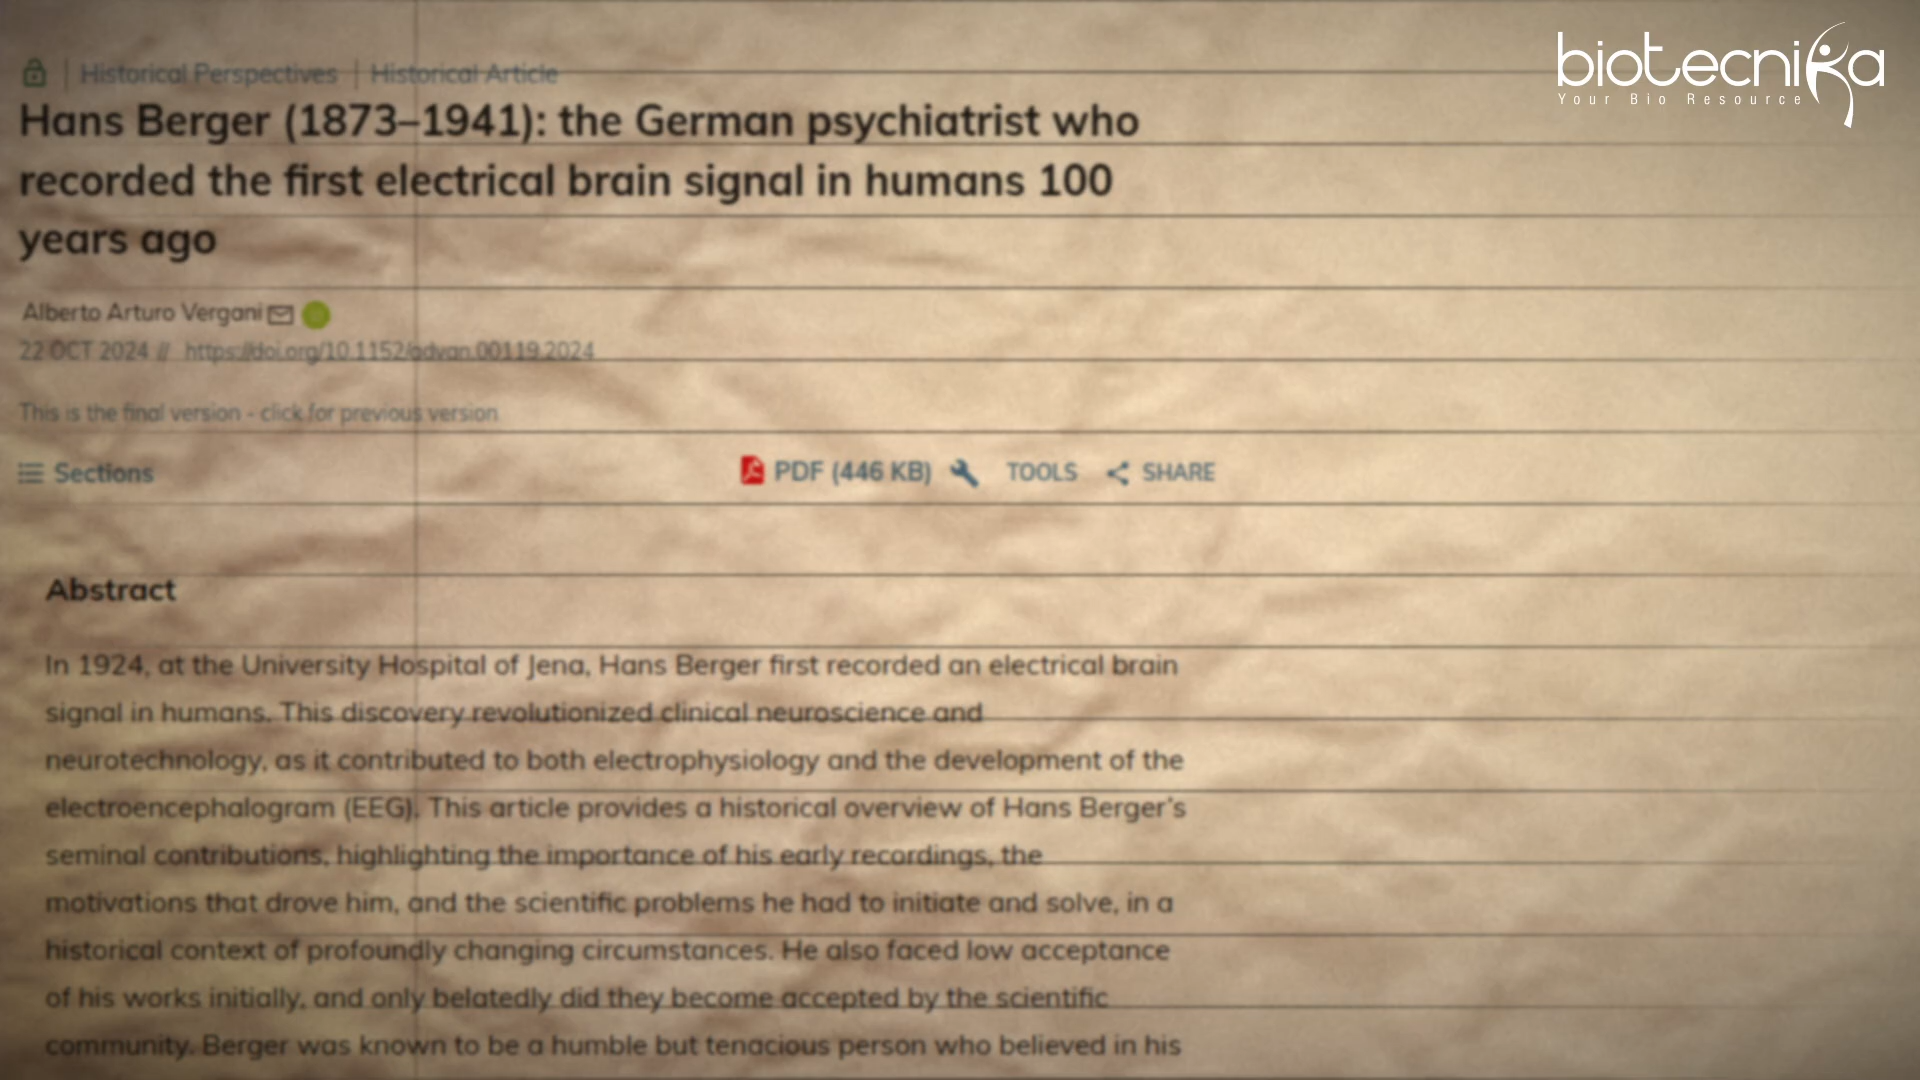 biotecnika
Your Bio Resource
Historical Perspectives | Historical Article
Hans Berger (1873–1941): the German psychiatrist who
recorded the first electrical brain signal in humans 100
years ago
Alberto Arturo Vergani
22 OCT 2024 // https://doi.org/10.1152/advan.00119.2024
This is the final version - click for previous version
Sections
PDF (446 KB) TOOLS SHARE
Abstract
In 1924, at the University Hospital of Jena, Hans Berger first recorded an electrical brain
signal in humans. This discovery revolutionized clinical neuroscience and
neurotechnology, as it contributed to both electrophysiology and the development of the
electroencephalogram (EEG). This article provides a historical overview of Hans Berger's
seminal contributions, highlighting the importance of his early recordings, the
motivations that drove him, and the scientific problems he had to initiate and solve, in a
historical context of profoundly changing circumstances. He also faced low acceptance
of his works initially, and only belatedly did they become accepted by the scientific
community. Berger was known to be a humble but tenacious person who believed in his